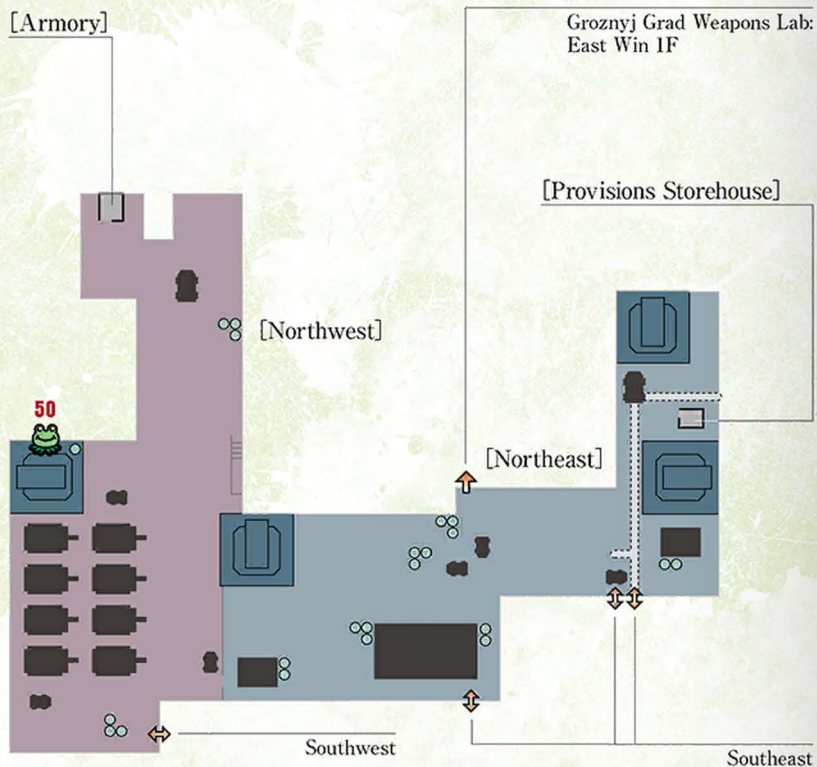 [Armory]
Groznyj Grad Weapons Lab:
East Win 1F
[Provisions Storehouse]
[Northwest]
50
[Northeast]
Southwest
Southeast